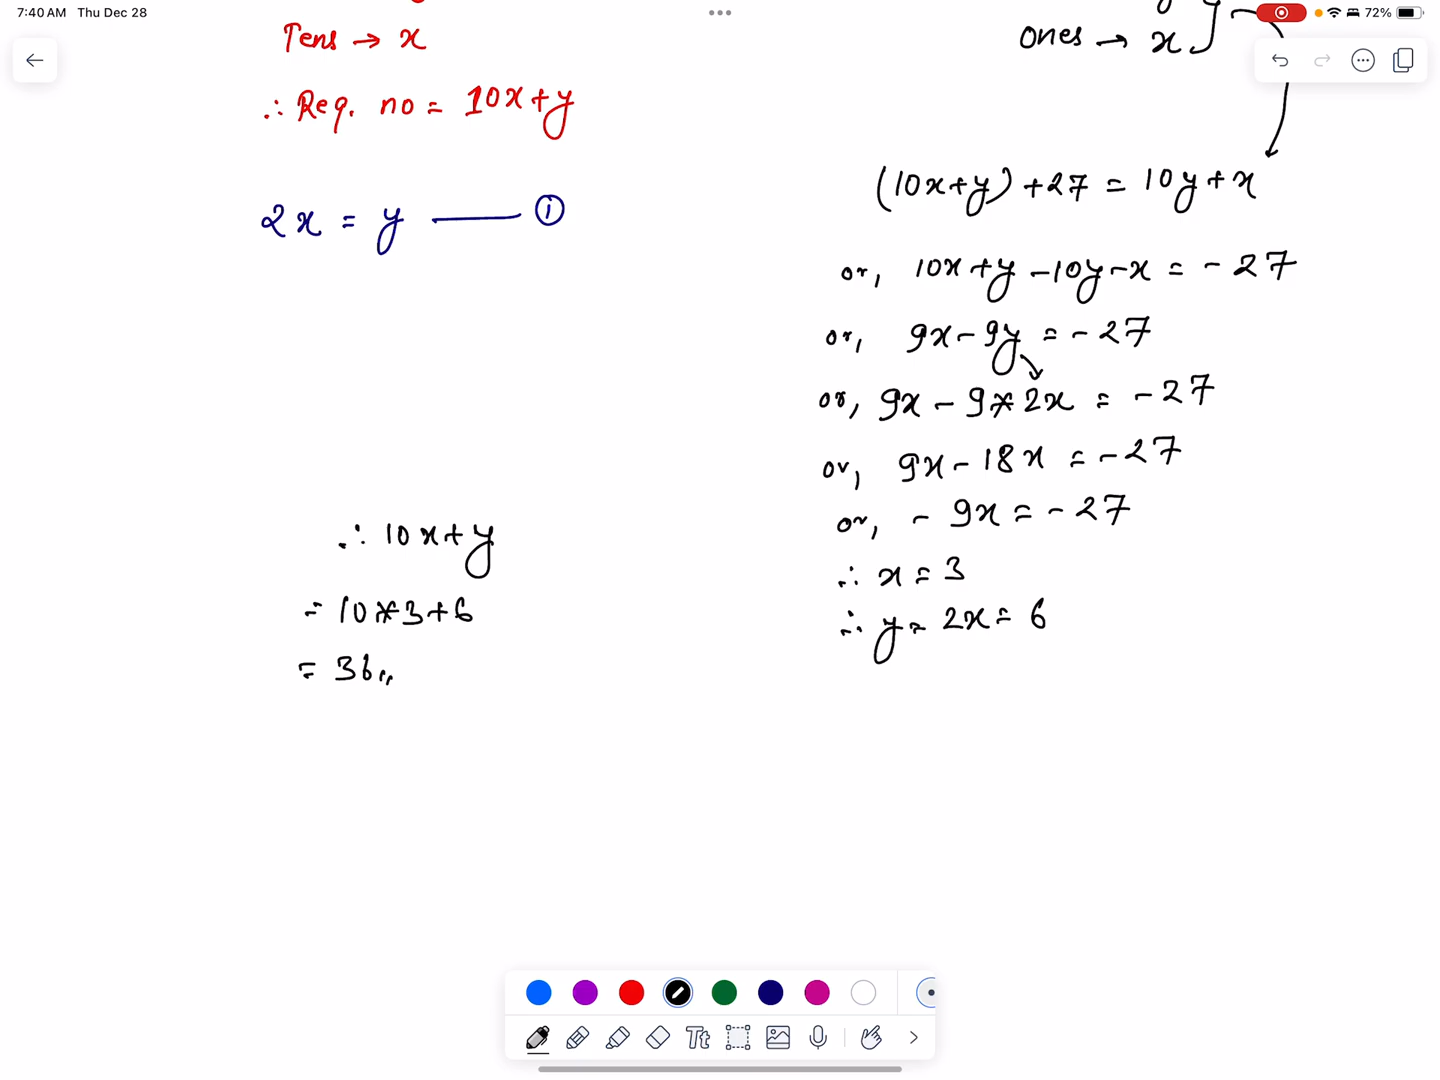 7:40 AM Thu Dec 28
72%
Tens → x
∴ Req. no = 10x+y
2x = y —— ①
∴ 10x+y
= 10*3+6
= 36,,
ones → x
(10x+y)+27 = 10y+x
or, 10x+y-10y-x = -27
or, 9x-9y = -27
or, 9x-9*2x = -27
or, 9x-18x = -27
or, -9x = -27
∴ x = 3
∴ y = 2x = 6
Tt